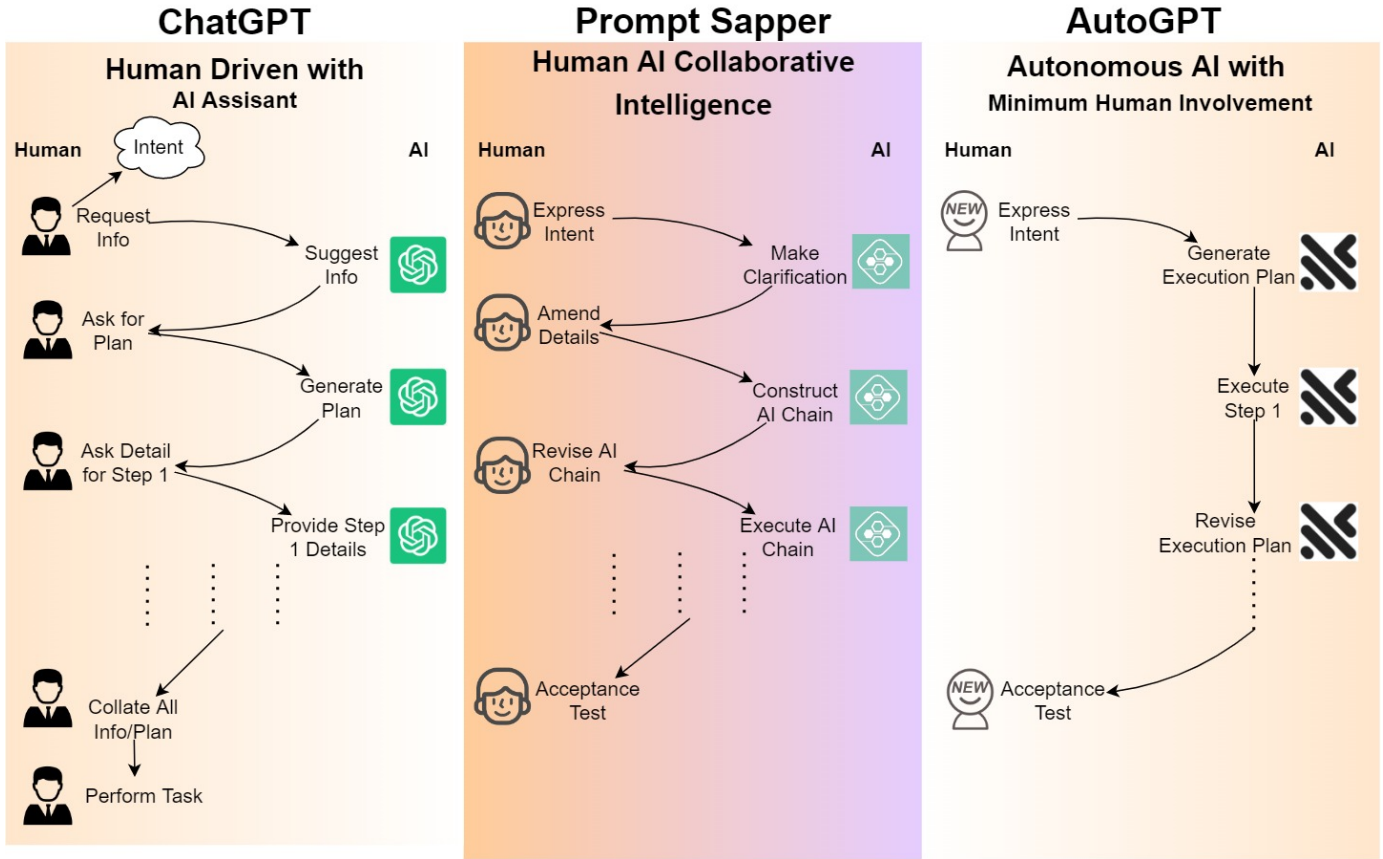 ChatGPT
Human Driven with
AI Assisant
Human
Intent
AI
Request
Info
Suggest
Info
Ask for
Plan
Generate
Plan
Ask Detail
for Step 1
Provide Step
1 Details
Collate All
Info/Plan
Perform Task
Prompt Sapper
Human AI Collaborative
Intelligence
Human
AI
Express
Intent
Make
Clarification
Amend
Details
Construct
AI Chain
Revise AI
Chain
Execute AI
Chain
Acceptance
Test
AutoGPT
Autonomous AI with
Minimum Human Involvement
Human
AI
NEW
Express
Intent
Generate
Execution Plan
Execute
Step 1
Revise
Execution Plan
NEW
Acceptance
Test